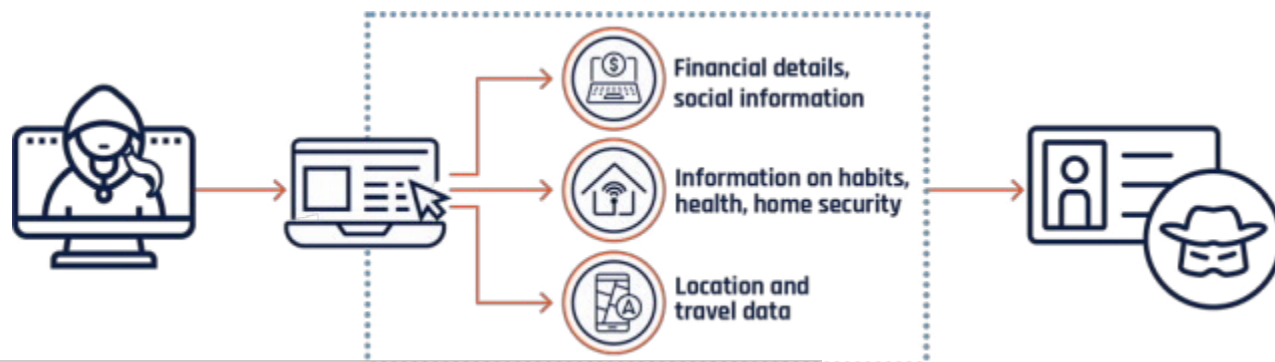 Financial details,
social information
Information on habits,
health, home security
Location and
travel data